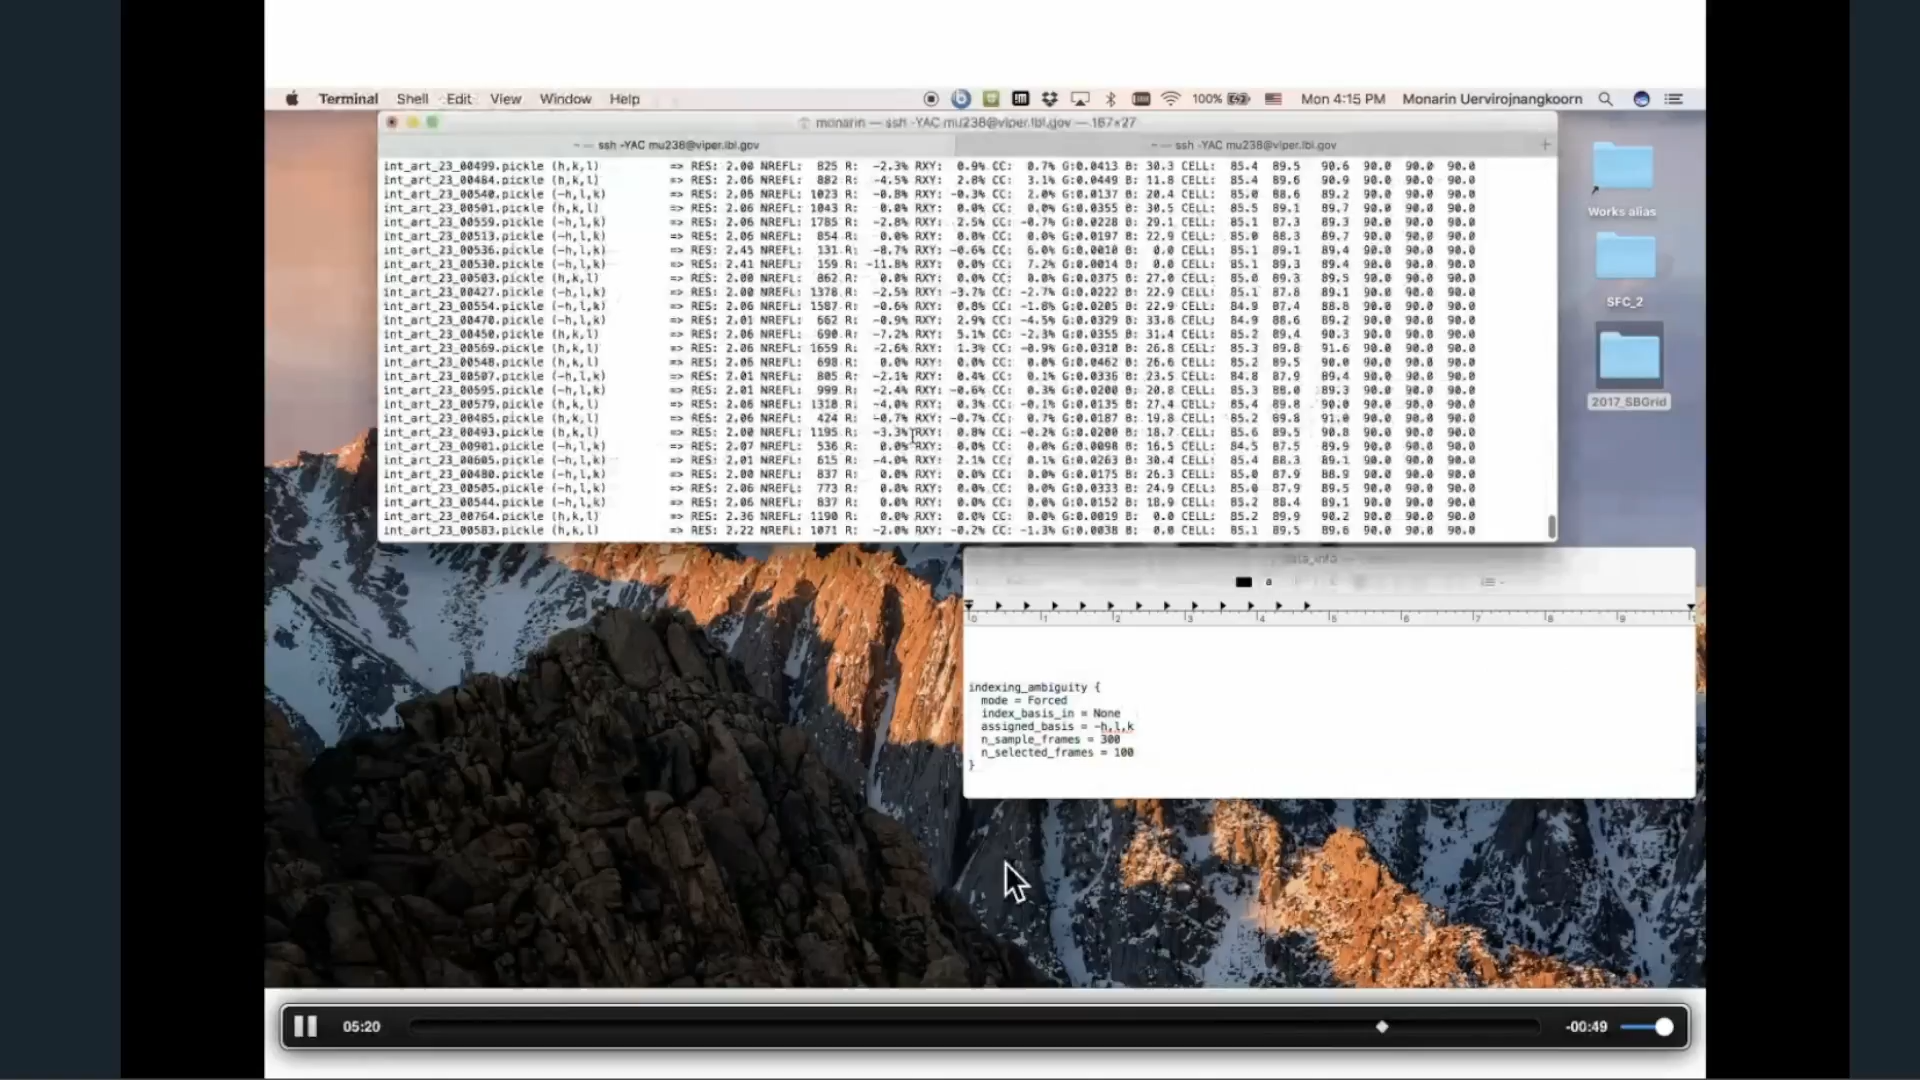 Terminal Shell Edit View Window Help 100% Mon 4:15 PM Monarin Uervirojnangkoorn
monarin — ssh -YAC mu238@viper.lbl.gov — 167×27
~ — ssh -YAC mu238@viper.lbl.gov ~ — ssh -YAC mu238@viper.lbl.gov +
int_art_23_00499.pickle (h,k,l) => RES: 2.00 NREFL: 825 R: -2.3% RXY: 0.9% CC: 0.7% G:0.0413 B: 30.3 CELL: 85.4 89.5 90.6 90.0 90.0 90.0
int_art_23_00484.pickle (h,k,l) => RES: 2.06 NREFL: 882 R: -4.5% RXY: 2.8% CC: 3.1% G:0.0449 B: 11.8 CELL: 85.4 89.6 90.9 90.0 90.0 90.0
int_art_23_00540.pickle (-h,l,k) => RES: 2.06 NREFL: 1023 R: -0.8% RXY: -0.3% CC: 2.0% G:0.0137 B: 20.4 CELL: 85.0 88.6 89.2 90.0 90.0 90.0
int_art_23_00501.pickle (h,k,l) => RES: 2.06 NREFL: 1043 R: 0.0% RXY: 0.0% CC: 0.0% G:0.0355 B: 30.5 CELL: 85.5 89.1 89.7 90.0 90.0 90.0
int_art_23_00559.pickle (-h,l,k) => RES: 2.06 NREFL: 1785 R: -2.8% RXY: 2.5% CC: -0.7% G:0.0228 B: 29.1 CELL: 85.1 87.3 89.3 90.0 90.0 90.0
int_art_23_00513.pickle (h,k,l) => RES: 2.06 NREFL: 854 R: 0.0% RXY: 0.0% CC: 0.0% G:0.0197 B: 22.9 CELL: 85.0 88.3 89.7 90.0 90.0 90.0
int_art_23_00536.pickle (-h,l,k) => RES: 2.45 NREFL: 131 R: -8.7% RXY: -0.6% CC: 6.0% G:0.0010 B: 0.0 CELL: 85.1 89.1 89.4 90.0 90.0 90.0
int_art_23_00530.pickle (-h,l,k) => RES: 2.41 NREFL: 159 R: -11.8% RXY: 0.0% CC: 7.2% G:0.0014 B: 0.0 CELL: 85.1 89.3 89.4 90.0 90.0 90.0
int_art_23_00503.pickle (h,k,l) => RES: 2.00 NREFL: 862 R: 0.0% RXY: 0.0% CC: 0.0% G:0.0375 B: 27.0 CELL: 85.0 89.3 89.5 90.0 90.0 90.0
int_art_23_00427.pickle (-h,l,k) => RES: 2.00 NREFL: 1378 R: -2.5% RXY: -3.7% CC: -2.7% G:0.0222 B: 22.9 CELL: 85.1 87.8 89.1 90.0 90.0 90.0
int_art_23_00554.pickle (-h,l,k) => RES: 2.06 NREFL: 1587 R: -0.6% RXY: 0.8% CC: -1.8% G:0.0205 B: 22.9 CELL: 84.9 87.4 88.8 90.0 90.0 90.0
int_art_23_00470.pickle (-h,l,k) => RES: 2.01 NREFL: 662 R: -0.9% RXY: 2.9% CC: -4.5% G:0.0329 B: 33.8 CELL: 84.9 88.6 89.2 90.0 90.0 90.0
int_art_23_00450.pickle (-h,l,k) => RES: 2.06 NREFL: 690 R: -7.2% RXY: 5.1% CC: -2.3% G:0.0355 B: 31.4 CELL: 85.2 89.4 90.3 90.0 90.0 90.0
int_art_23_00569.pickle (h,k,l) => RES: 2.06 NREFL: 1659 R: -2.6% RXY: 1.3% CC: -0.9% G:0.0310 B: 26.8 CELL: 85.3 89.8 91.6 90.0 90.0 90.0
int_art_23_00548.pickle (h,k,l) => RES: 2.06 NREFL: 698 R: 0.0% RXY: 0.0% CC: 0.0% G:0.0462 B: 26.6 CELL: 85.2 89.5 90.0 90.0 90.0 90.0
int_art_23_00507.pickle (-h,l,k) => RES: 2.01 NREFL: 805 R: -2.1% RXY: 0.4% CC: 0.1% G:0.0336 B: 23.5 CELL: 84.8 87.9 89.4 90.0 90.0 90.0
int_art_23_00595.pickle (-h,l,k) => RES: 2.01 NREFL: 999 R: -2.4% RXY: -0.6% CC: 0.3% G:0.0200 B: 20.8 CELL: 85.3 88.0 89.3 90.0 90.0 90.0
int_art_23_00579.pickle (h,k,l) => RES: 2.06 NREFL: 1318 R: -4.0% RXY: 0.3% CC: -0.1% G:0.0135 B: 27.4 CELL: 85.4 89.8 90.0 90.0 90.0 90.0
int_art_23_00485.pickle (h,k,l) => RES: 2.06 NREFL: 424 R: -0.7% RXY: -0.7% CC: 0.7% G:0.0187 B: 19.8 CELL: 85.2 89.8 91.0 90.0 90.0 90.0
int_art_23_00493.pickle (h,k,l) => RES: 2.00 NREFL: 1195 R: -3.3% RXY: 0.8% CC: -0.2% G:0.0200 B: 18.7 CELL: 85.6 89.5 90.8 90.0 90.0 90.0
int_art_23_00901.pickle (-h,l,k) => RES: 2.07 NREFL: 536 R: 0.0% RXY: 0.0% CC: 0.0% G:0.0098 B: 16.5 CELL: 84.5 87.5 89.9 90.0 90.0 90.0
int_art_23_00605.pickle (-h,l,k) => RES: 2.01 NREFL: 615 R: -4.0% RXY: 2.1% CC: 0.1% G:0.0263 B: 30.4 CELL: 85.4 88.3 89.1 90.0 90.0 90.0
int_art_23_00480.pickle (-h,l,k) => RES: 2.00 NREFL: 837 R: 0.0% RXY: 0.0% CC: 0.0% G:0.0175 B: 26.3 CELL: 85.0 87.9 88.9 90.0 90.0 90.0
int_art_23_00505.pickle (-h,l,k) => RES: 2.06 NREFL: 773 R: 0.0% RXY: 0.0% CC: 0.0% G:0.0333 B: 24.9 CELL: 85.0 87.9 89.5 90.0 90.0 90.0
int_art_23_00544.pickle (-h,l,k) => RES: 2.06 NREFL: 837 R: 0.0% RXY: 0.0% CC: 0.0% G:0.0152 B: 18.9 CELL: 85.2 88.4 89.1 90.0 90.0 90.0
int_art_23_00764.pickle (h,k,l) => RES: 2.36 NREFL: 1190 R: 0.0% RXY: 0.0% CC: 0.0% G:0.0019 B: 0.0 CELL: 85.2 89.9 90.2 90.0 90.0 90.0
int_art_23_00583.pickle (h,k,l) => RES: 2.22 NREFL: 1071 R: -2.0% RXY: -0.2% CC: -1.3% G:0.0038 B: 0.0 CELL: 85.1 89.5 89.6 90.0 90.0 90.0
Works alias
SFC_2
2017_SBGrid
data_info
a
0 1 2 3 4 5 6 7 8 9
indexing_ambiguity {
mode = Forced
index_basis_in = None
assigned_basis = -h,l,k
n_sample_frames = 300
n_selected_frames = 100
}
05:20 -00:49